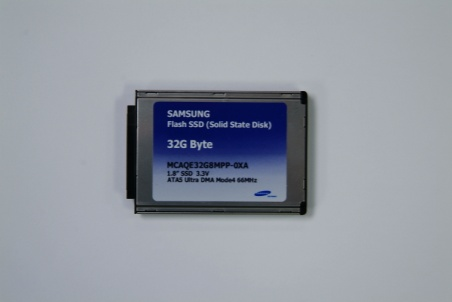 SAMSUNG
Flash SSD (Solid State Disk)
32G Byte
MCAQE32G8MPP-0XA
1.8" SSD 3.3V
ATA5 Ultra DMA Mode4 66MHz